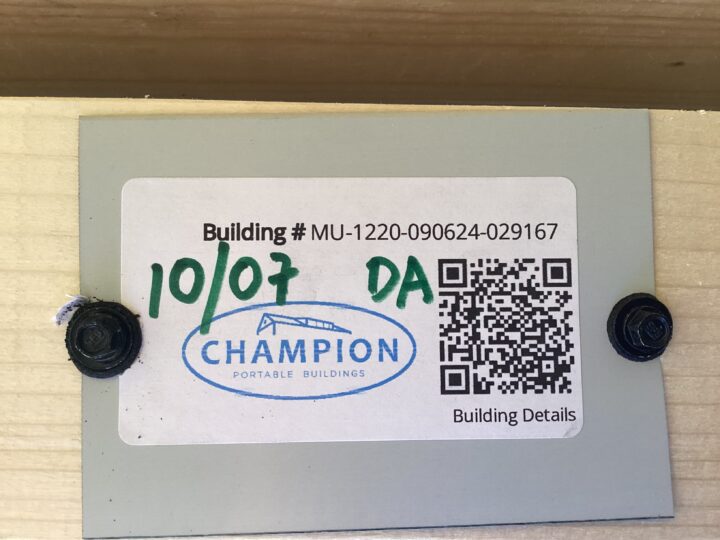 Building # MU-1220-090624-029167
10/07 DA
CHAMPION
PORTABLE BUILDINGS
Building Details